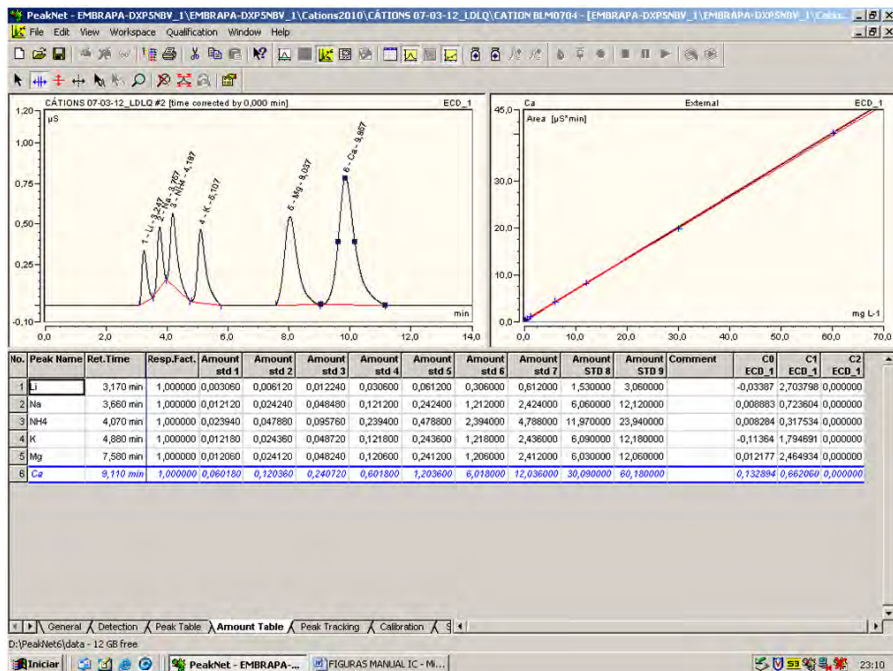 PeakNet - EMBRAPA-DXP5NBV_1\EMBRAPA-DXP5NBV_1\Cations2010\CÁTIONS 07-03-12_LDLQ\CATION BLM0704 - [EMBRAPA-DXP5NBV_1\EMBRAPA-DXP5NBV_1\
File Edit View Workspace Qualification Window Help
CÁTIONS 07-03-12_LDLQ #2 [time corrected by 0,000 min] ECD_1
µS
1,20
0,75
0,50
0,25
-0,10
1 - Li - 3,247
2 - Na - 3,757
3 - NH4 - 4,187
4 - K - 5,107
5 - Mg - 8,037
6 - Ca - 9,867
min
0,0 2,0 4,0 6,0 8,0 10,0 12,0 14,0
Ca External ECD_1
Area [µS*min]
45,0
30,0
20,0
10,0
0,0
mg L-1
0,0 10,0 20,0 30,0 40,0 50,0 60,0 70,0
No. Peak Name Ret.Time Resp.Fact. Amount Amount Amount Amount Amount Amount Amount Amount Amount Comment C0 C1 C2
std 1 std 2 std 3 std 4 std 5 std 6 std 7 STD 8 STD 9 ECD_1 ECD_1 ECD_1
1 Li 3,170 min 1,000000 0,003060 0,006120 0,012240 0,030600 0,061200 0,306000 0,612000 1,530000 3,060000 -0,03387 2,703798 0,000000
2 Na 3,660 min 1,000000 0,012120 0,024240 0,048480 0,121200 0,242400 1,212000 2,424000 6,060000 12,120000 0,008883 0,723604 0,000000
3 NH4 4,070 min 1,000000 0,023940 0,047880 0,095760 0,239400 0,478800 2,394000 4,788000 11,970000 23,940000 0,008284 0,317534 0,000000
4 K 4,880 min 1,000000 0,012180 0,024360 0,048720 0,121800 0,243600 1,218000 2,436000 6,090000 12,180000 -0,11364 1,794691 0,000000
5 Mg 7,580 min 1,000000 0,012060 0,024120 0,048240 0,120600 0,241200 1,206000 2,412000 6,030000 12,060000 0,012177 2,464934 0,000000
6 Ca 9,110 min 1,000000 0,060180 0,120360 0,240720 0,601800 1,203600 6,018000 12,036000 30,090000 60,180000 0,132894 0,662060 0,000000
General Detection Peak Table Amount Table Peak Tracking Calibration S
D:\PeakNet6\data - 12 GB free
Iniciar PeakNet - EMBRAPA-... FIGURAS MANUAL IC - Mi... 53 23:10